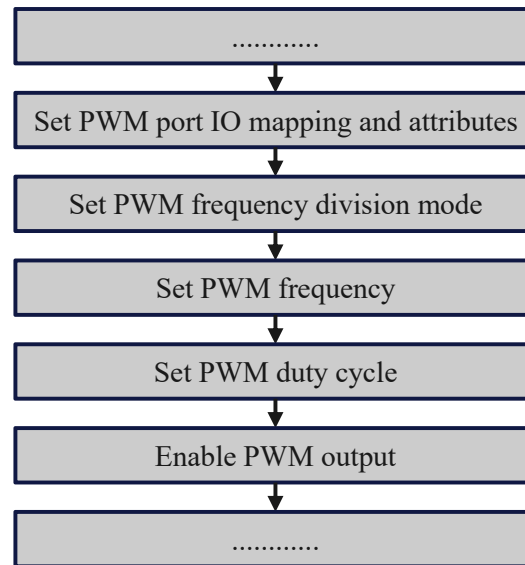 ............
Set PWM port IO mapping and attributes
Set PWM frequency division mode
Set PWM frequency
Set PWM duty cycle
Enable PWM output
............